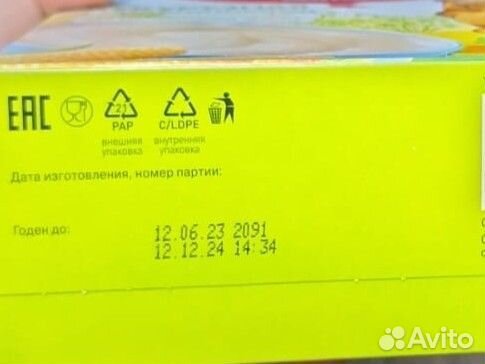 EAC
21
PAP
C/LDPE
внешняя
упаковка
внутренняя
упаковка
Дата изготовления, номер партии:
Годен до:
12.06.23 2091
12.12.24 14:34
Avito